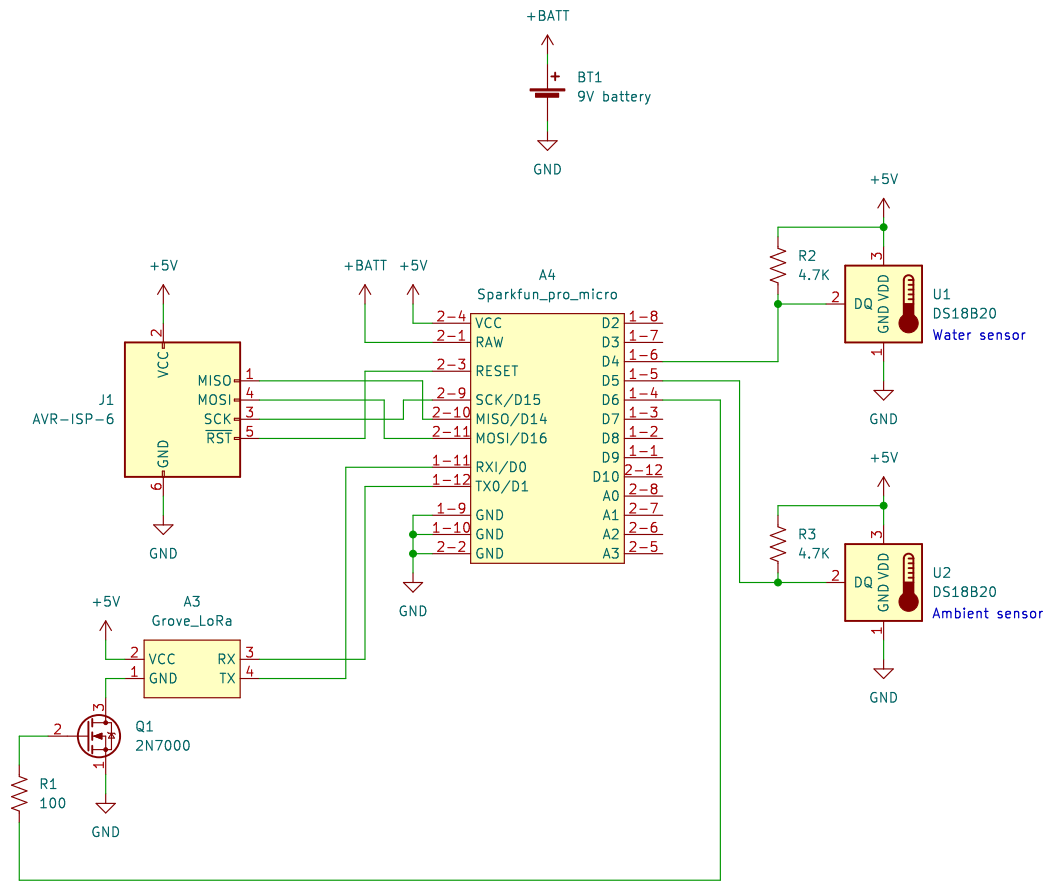 +BATT
+
BT1
9V battery
GND
+5V
R2
4.7K
3
VDD
2
DQ
GND
1
U1
DS18B20
Water sensor
GND
+5V
2
VCC
J1
AVR-ISP-6
MISO 1
MOSI 4
SCK 3
RST 5
GND
6
GND
+BATT
+5V
A4
Sparkfun_pro_micro
2-4 VCC
2-1 RAW
2-3 RESET
2-9 SCK/D15
2-10 MISO/D14
2-11 MOSI/D16
1-11 RXI/D0
1-12 TX0/D1
1-9 GND
1-10 GND
2-2 GND
D2 1-8
D3 1-7
D4 1-6
D5 1-5
D6 1-4
D7 1-3
D8 1-2
D9 1-1
D10 2-12
A0 2-8
A1 2-7
A2 2-6
A3 2-5
GND
+5V
R3
4.7K
3
VDD
2
DQ
GND
1
U2
DS18B20
Ambient sensor
GND
+5V
A3
Grove_LoRa
2 VCC
1 GND
RX 3
TX 4
3
2
1
Q1
2N7000
R1
100
GND